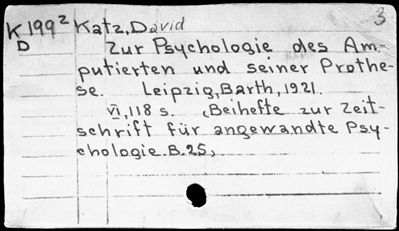 3
K 199² Katz, David
D
Zur Psychologie des Am-
putierten und seiner Prothe-
se. Leipzig, Barth, 1921.
VI, 118 s. (Beihefte zur Zeit-
schrift für angewandte Psy-
chologie. B. 25)